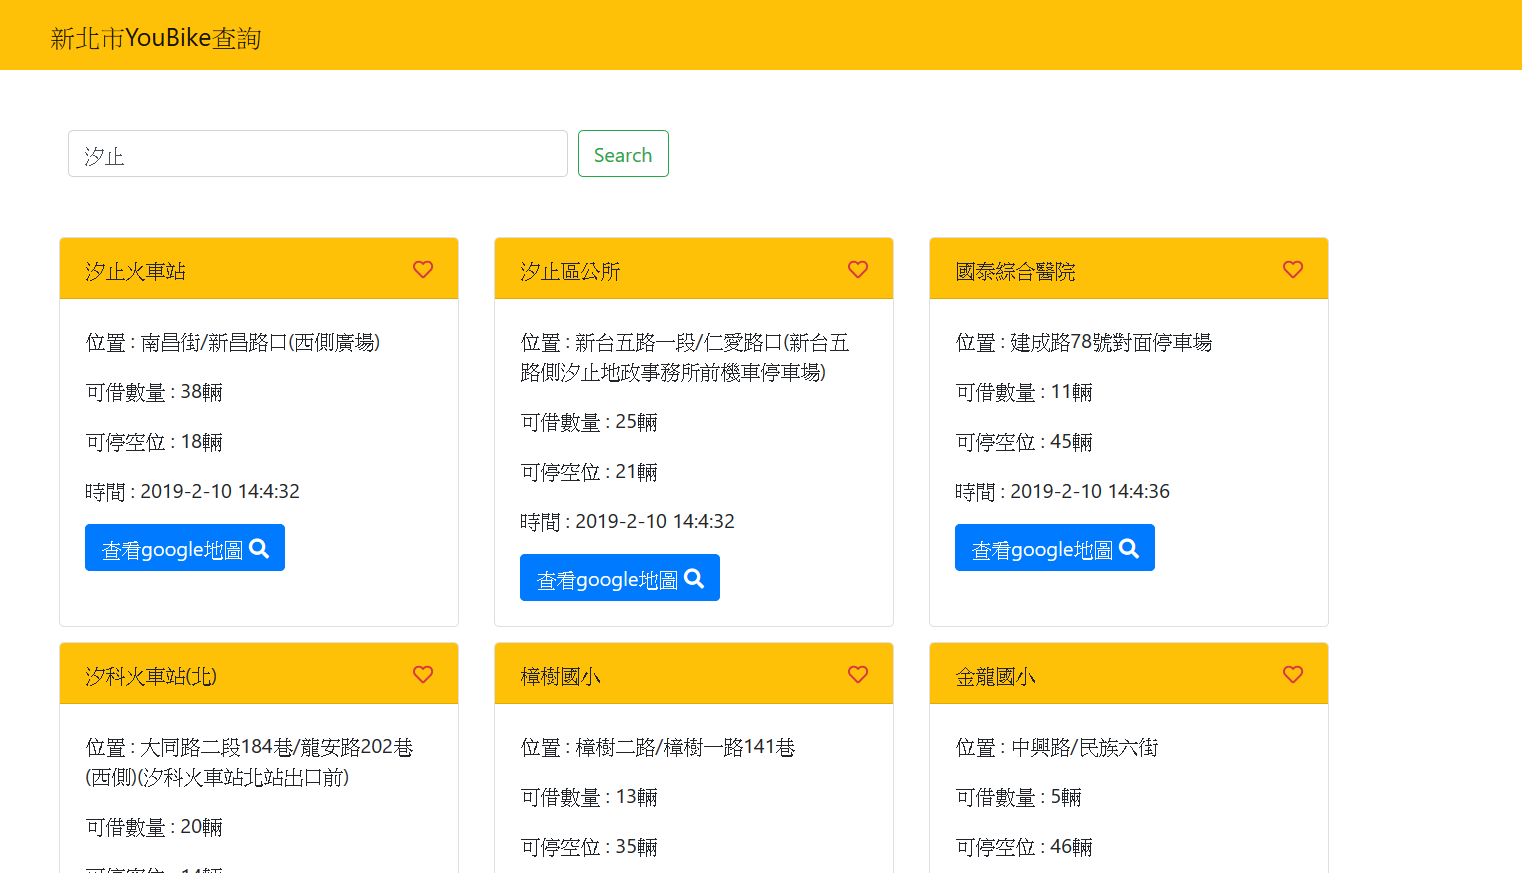 新北市YouBike查詢
汐止
Search
汐止火車站
位置 : 南昌街/新昌路口(西側廣場)
可借數量 : 38輛
可停空位 : 18輛
時間 : 2019-2-10 14:4:32
查看google地圖
汐止區公所
位置 : 新台五路一段/仁愛路口(新台五
路側汐止地政事務所前機車停車場)
可借數量 : 25輛
可停空位 : 21輛
時間 : 2019-2-10 14:4:32
查看google地圖
國泰綜合醫院
位置 : 建成路78號對面停車場
可借數量 : 11輛
可停空位 : 45輛
時間 : 2019-2-10 14:4:36
查看google地圖
汐科火車站(北)
位置 : 大同路二段184巷/龍安路202巷
(西側)(汐科火車站北站出口前)
可借數量 : 20輛
可停空位 : 14輛
樟樹國小
位置 : 樟樹二路/樟樹一路141巷
可借數量 : 13輛
可停空位 : 35輛
金龍國小
位置 : 中興路/民族六街
可借數量 : 5輛
可停空位 : 46輛